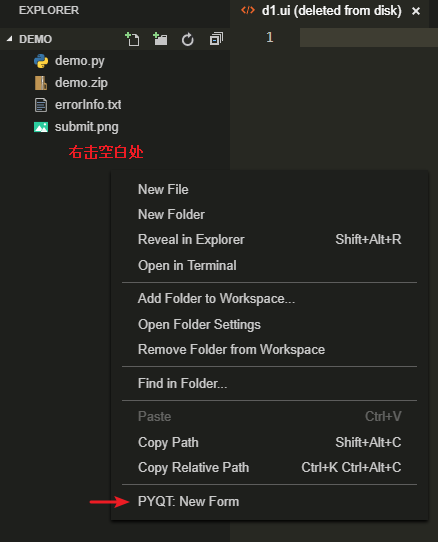 EXPLORER
d1.ui (deleted from disk)
DEMO
1
demo.py
demo.zip
errorInfo.txt
submit.png
右击空白处
New File
New Folder
Reveal in Explorer Shift+Alt+R
Open in Terminal
Add Folder to Workspace...
Open Folder Settings
Remove Folder from Workspace
Find in Folder...
Paste Ctrl+V
Copy Path Shift+Alt+C
Copy Relative Path Ctrl+K Ctrl+Alt+C
PYQT: New Form